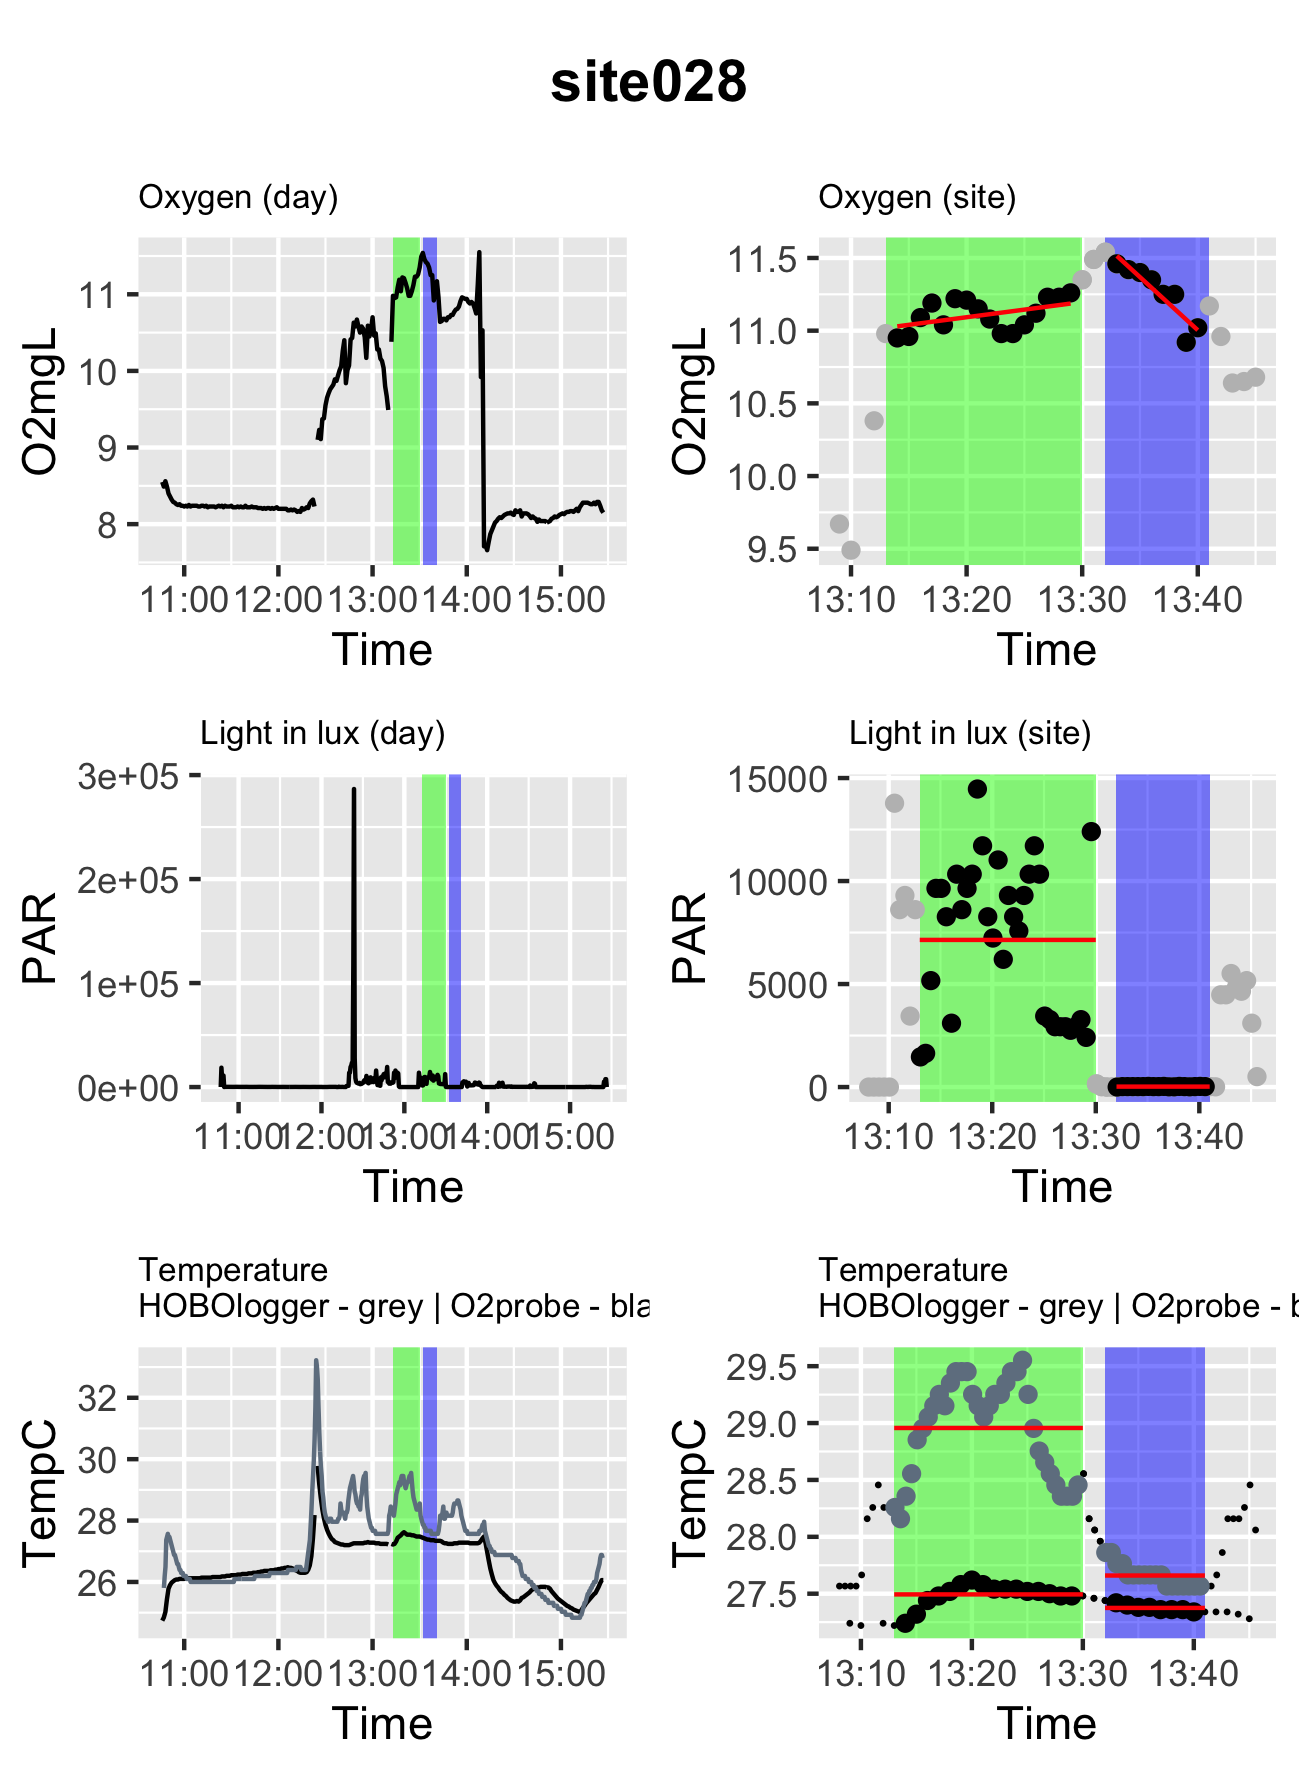 site028
Oxygen (day)
O2mgL
11
10
9
8
11:00 12:00 13:00 14:00 15:00
Time
Oxygen (site)
O2mgL
11.5
11.0
10.5
10.0
9.5
13:10 13:20 13:30 13:40
Time
Light in lux (day)
PAR
3e+05
2e+05
1e+05
0e+00
11:00 12:00 13:00 14:00 15:00
Time
Light in lux (site)
PAR
15000
10000
5000
0
13:10 13:20 13:30 13:40
Time
Temperature
HOBOlogger - grey | O2probe - bla
TempC
32
30
28
26
11:00 12:00 13:00 14:00 15:00
Time
Temperature
HOBOlogger - grey | O2probe - b
TempC
29.5
29.0
28.5
28.0
27.5
13:10 13:20 13:30 13:40
Time